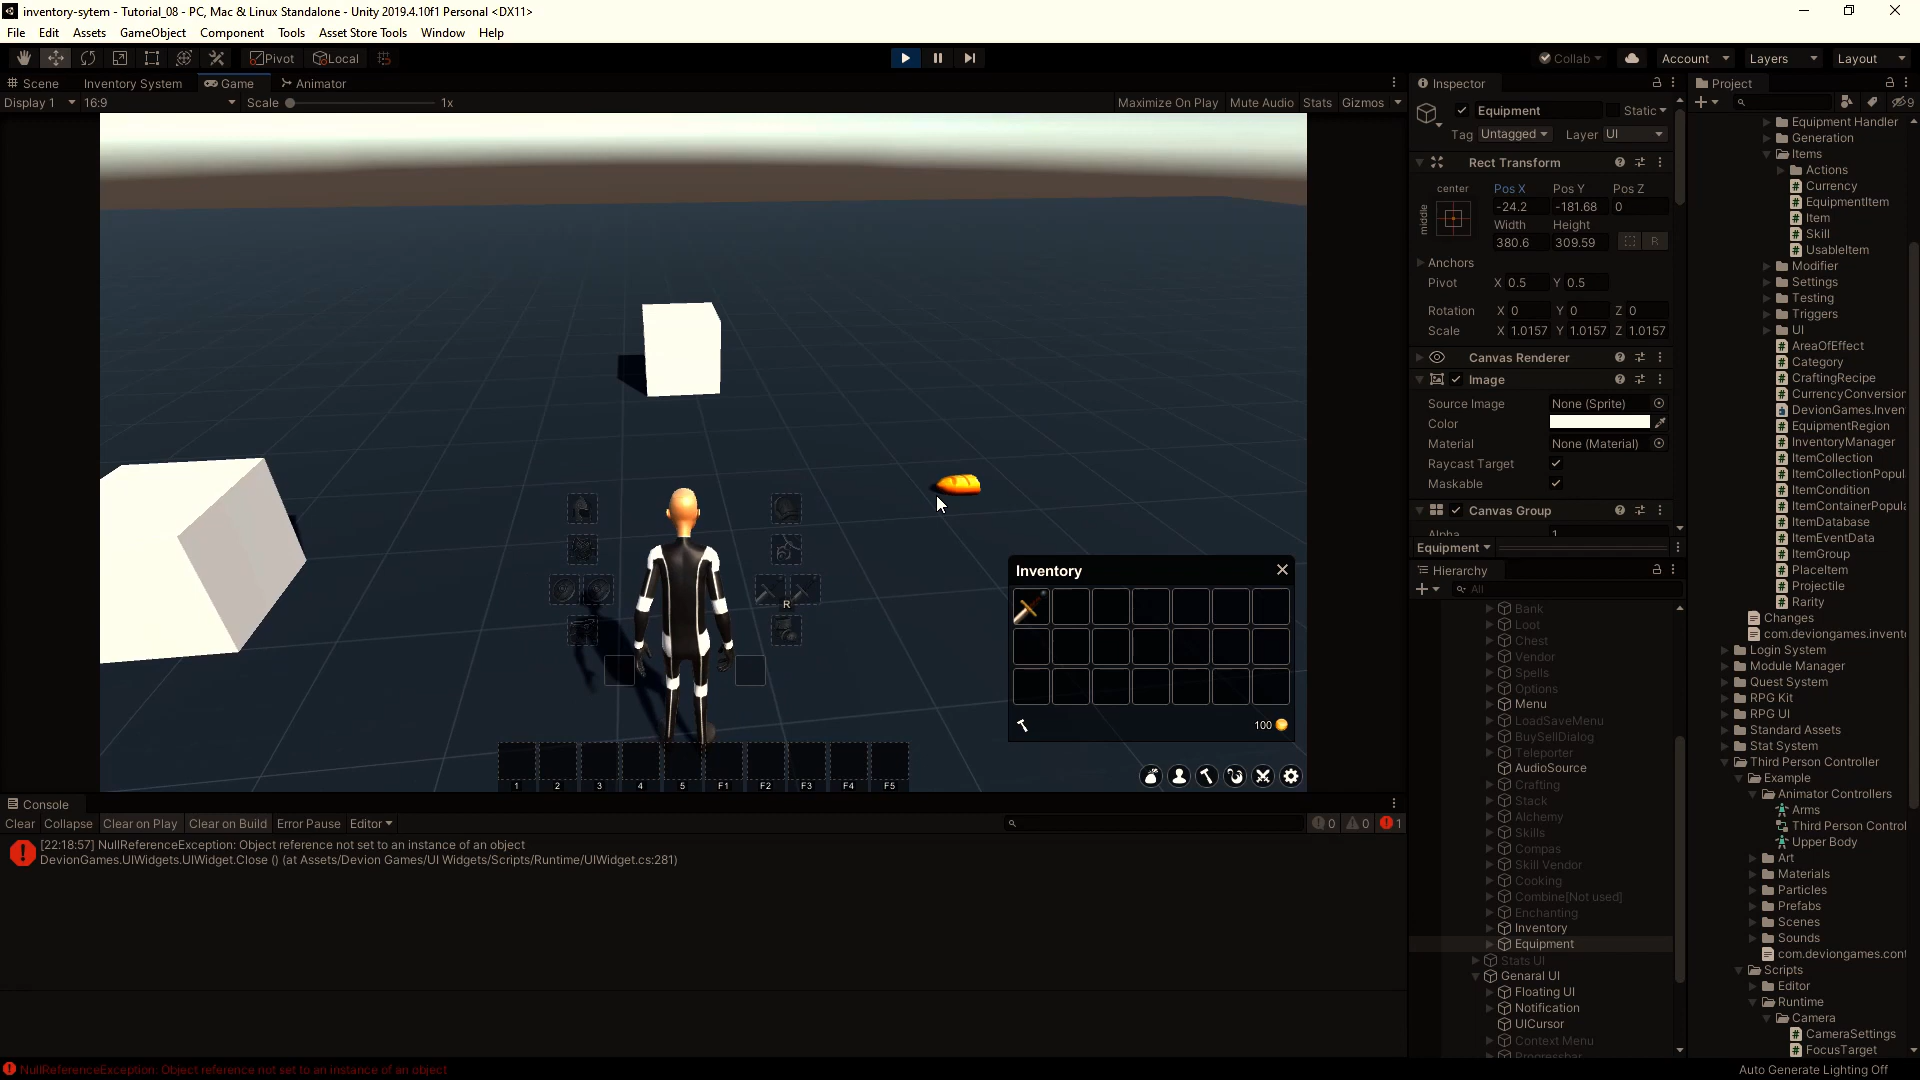 inventory-sytem - Tutorial_08 - PC, Mac & Linux Standalone - Unity 2019.4.10f1 Personal <DX11>
File Edit Assets GameObject Component Tools Asset Store Tools Window Help
Pivot Local Collab Account Layers Layout
Scene Inventory System Game Animator
Display 1 16:9 Scale 1x Maximize On Play Mute Audio Stats Gizmos
Inventory
100
R
1 2 3 4 5 F1 F2 F3 F4 F5
Console
Clear Collapse Clear on Play Clear on Build Error Pause Editor 0 0 1
[22:18:57] NullReferenceException: Object reference not set to an instance of an object
DevionGames.UIWidgets.UIWidget.Close () (at Assets/Devion Games/UI Widgets/Scripts/Runtime/UIWidget.cs:281)
NullReferenceException: Object reference not set to an instance of an object
Inspector
Equipment Static
Tag Untagged Layer UI
Rect Transform
center Pos X Pos Y Pos Z
middle
-24.2 -181.68 0
Width Height
380.6 309.59 R
Anchors
Pivot X 0.5 Y 0.5
Rotation X 0 Y 0 Z 0
Scale X 1.0157 Y 1.0157 Z 1.0157
Canvas Renderer
Image
Source Image None (Sprite)
Color
Material None (Material)
Raycast Target
Maskable
Canvas Group
Alpha 1
Equipment
Hierarchy
All
Bank
Loot
Chest
Vendor
Spells
Options
Menu
LoadSaveMenu
BuySellDialog
Teleporter
AudioSource
Crafting
Stack
Alchemy
Skills
Compas
Skill Vendor
Cooking
Combine[Not used]
Enchanting
Inventory
Equipment
Stats UI
Genaral UI
Floating UI
Notification
UICursor
Context Menu
Progressbar
Project
9
Equipment Handler
Generation
Items
Actions
Currency
EquipmentItem
Item
Skill
UsableItem
Modifier
Settings
Testing
Triggers
UI
AreaOfEffect
Category
CraftingRecipe
CurrencyConversion
DevionGames.Inven
EquipmentRegion
InventoryManager
ItemCollection
ItemCollectionPopul
ItemCondition
ItemContainerPopula
ItemDatabase
ItemEventData
ItemGroup
PlaceItem
Projectile
Rarity
Changes
com.deviongames.invent
Login System
Module Manager
Quest System
RPG Kit
RPG UI
Standard Assets
Stat System
Third Person Controller
Example
Animator Controllers
Arms
Third Person Control
Upper Body
Art
Materials
Particles
Prefabs
Scenes
Sounds
com.deviongames.cont
Scripts
Editor
Runtime
Camera
CameraSettings
FocusTarget
Auto Generate Lighting Off